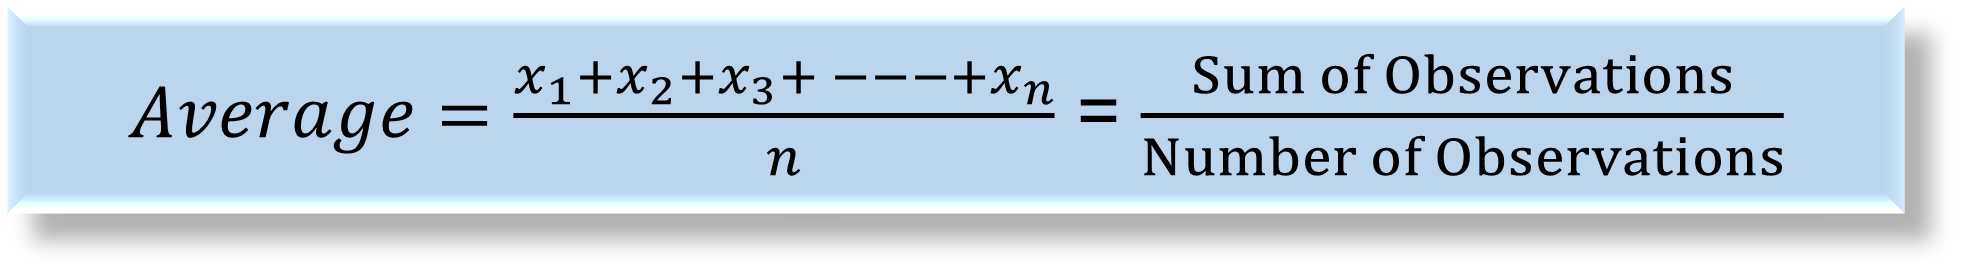 Average = x₁+x₂+x₃+ −−−+xₙ / n = Sum of Observations / Number of Observations